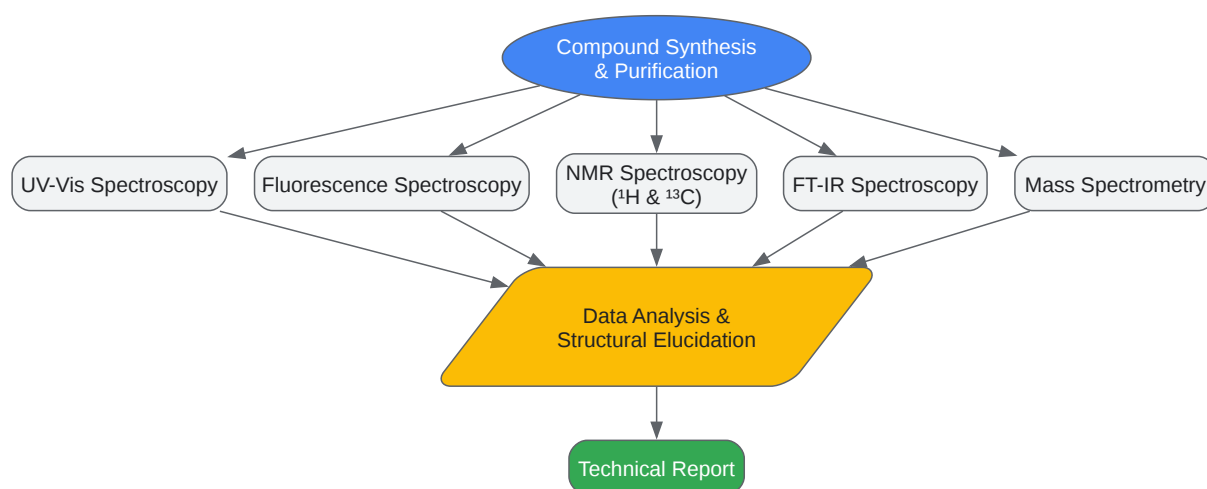 Compound Synthesis
& Purification
UV-Vis Spectroscopy
Fluorescence Spectroscopy
NMR Spectroscopy
(¹H & ¹³C)
FT-IR Spectroscopy
Mass Spectrometry
Data Analysis &
Structural Elucidation
Technical Report